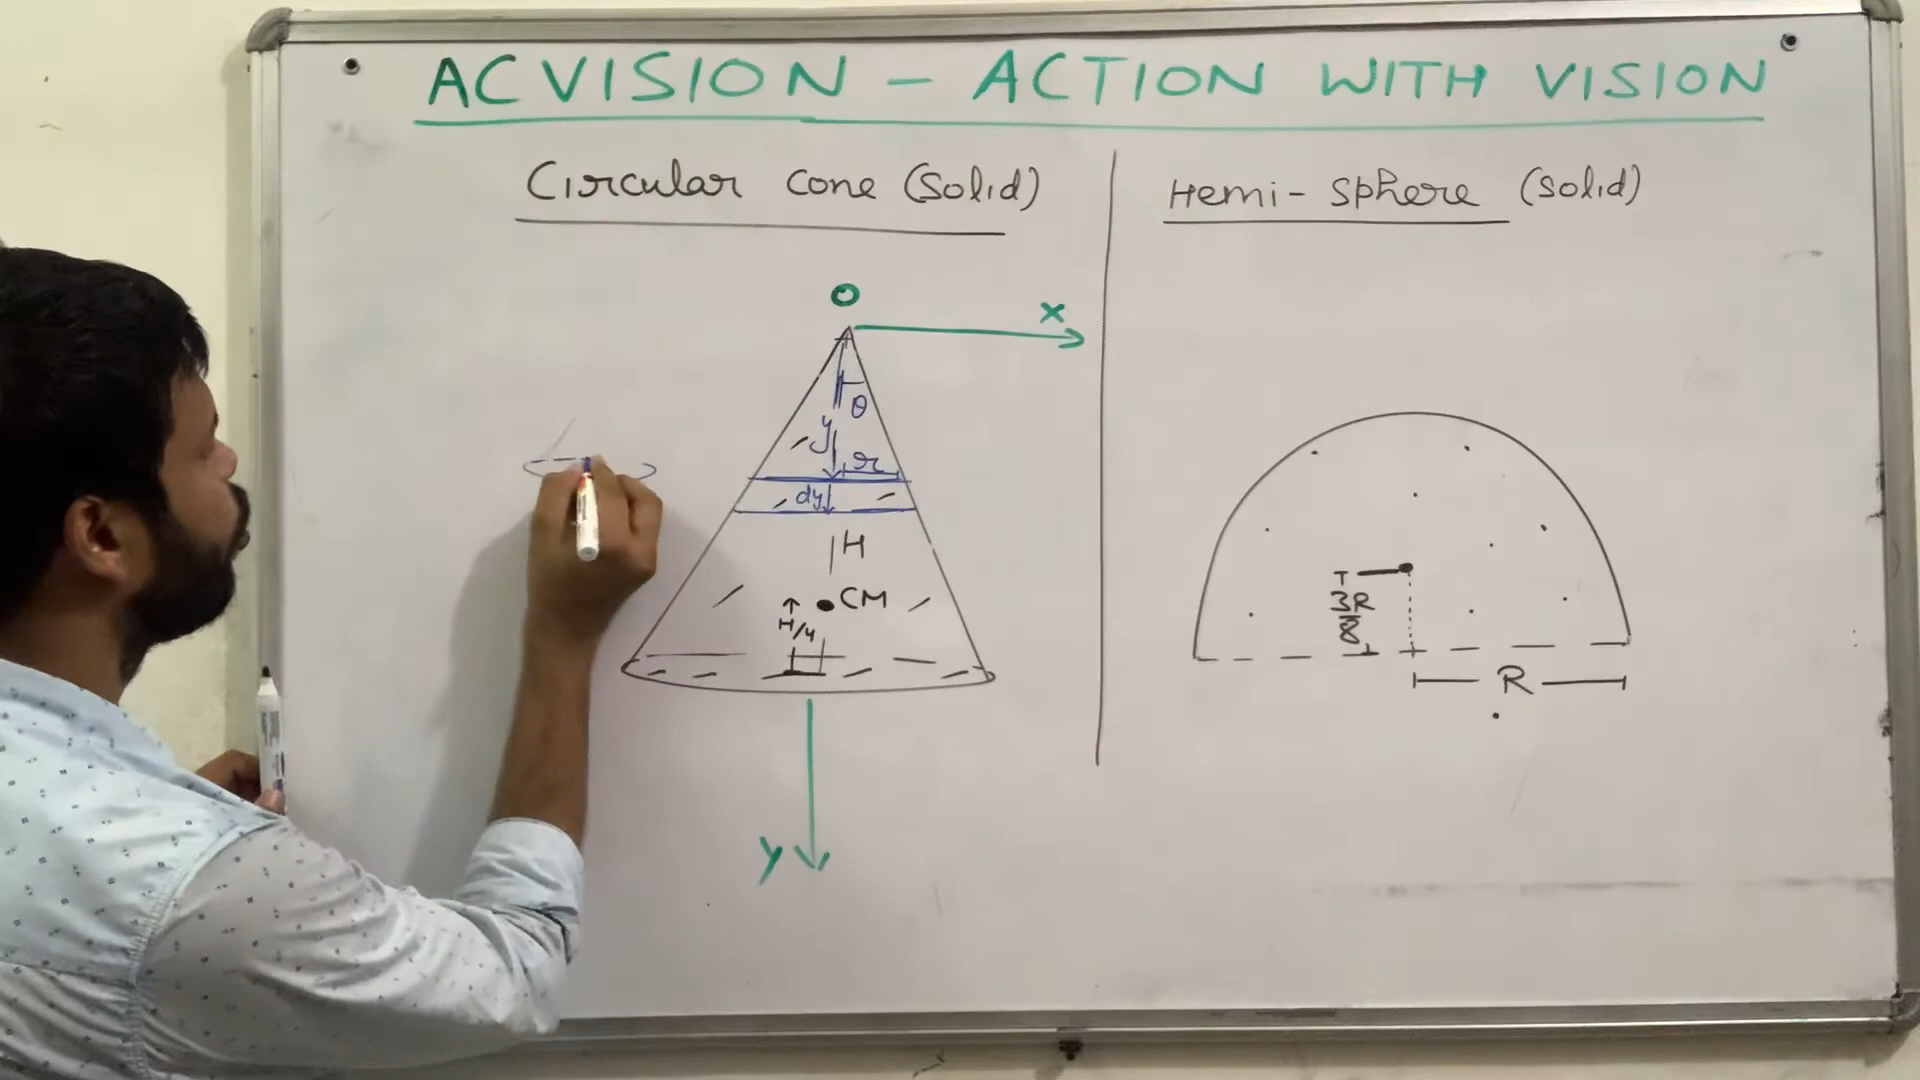 ACVISION - ACTION WITH VISION
Circular cone (solid)
Hemi-sphere (solid)
O
X
θ
y
r
dy
H
CM
H/4
Y
3R
8
R